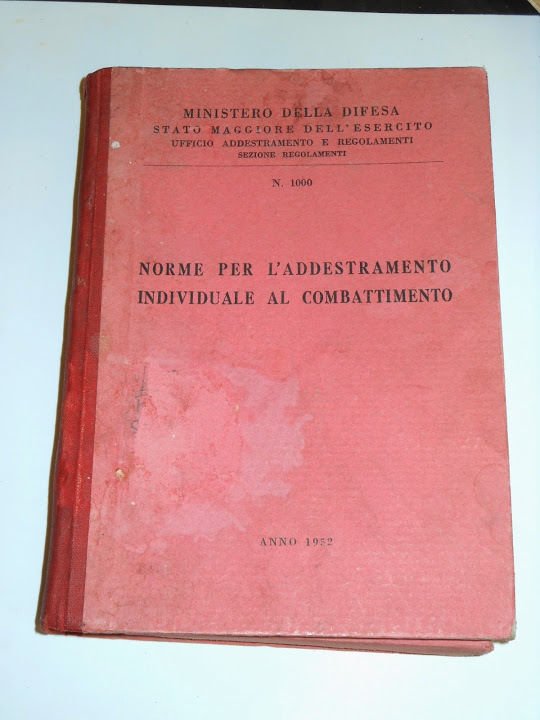 MINISTERO DELLA DIFESA
STATO MAGGIORE DELL'ESERCITO
UFFICIO ADDESTRAMENTO E REGOLAMENTI
SEZIONE REGOLAMENTI
N. 1000
NORME PER L'ADDESTRAMENTO
INDIVIDUALE AL COMBATTIMENTO
ANNO 1952